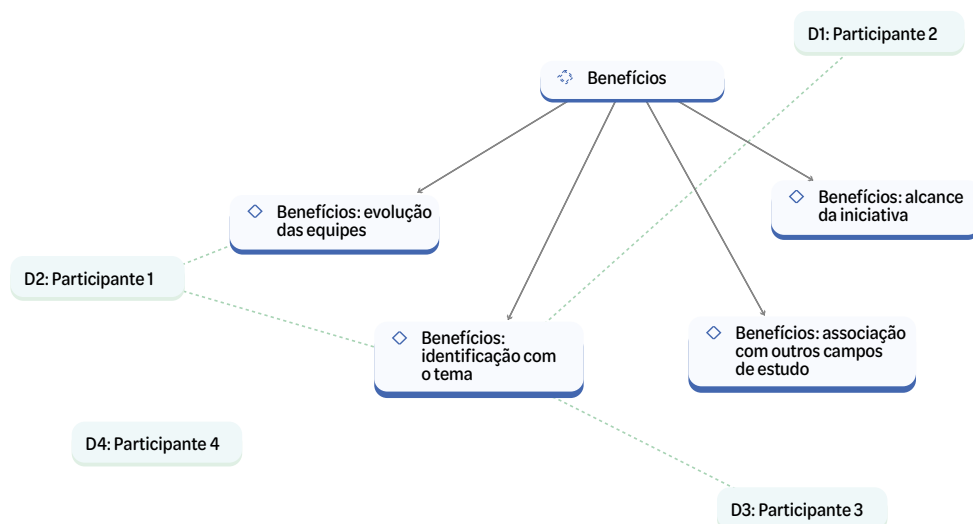 D1: Participante 2
Benefícios
Benefícios: alcance
da iniciativa
Benefícios: evolução
das equipes
D2: Participante 1
Benefícios:
identificação com
o tema
Benefícios: associação
com outros campos
de estudo
D4: Participante 4
D3: Participante 3